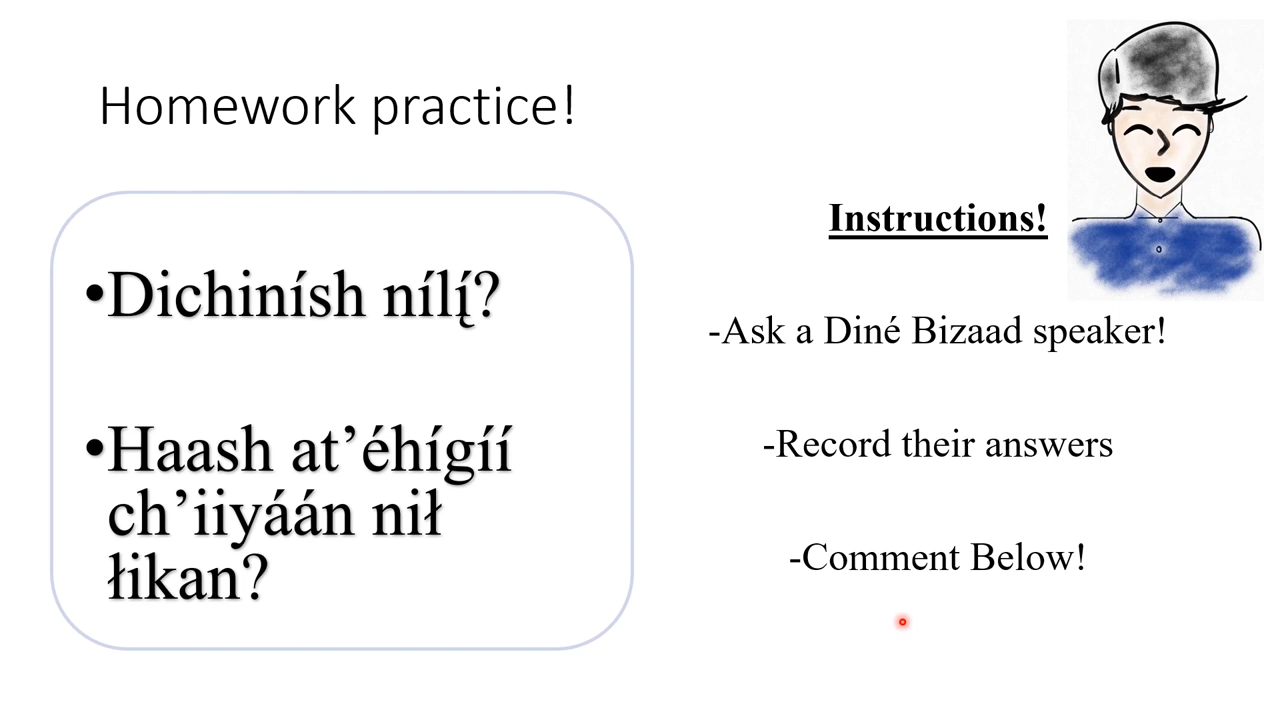 Homework practice!
•Dichinísh nílį́?
•Haash at’éhígíí
ch’iiyáán nił
łikan?
Instructions!
-Ask a Diné Bizaad speaker!
-Record their answers
-Comment Below!